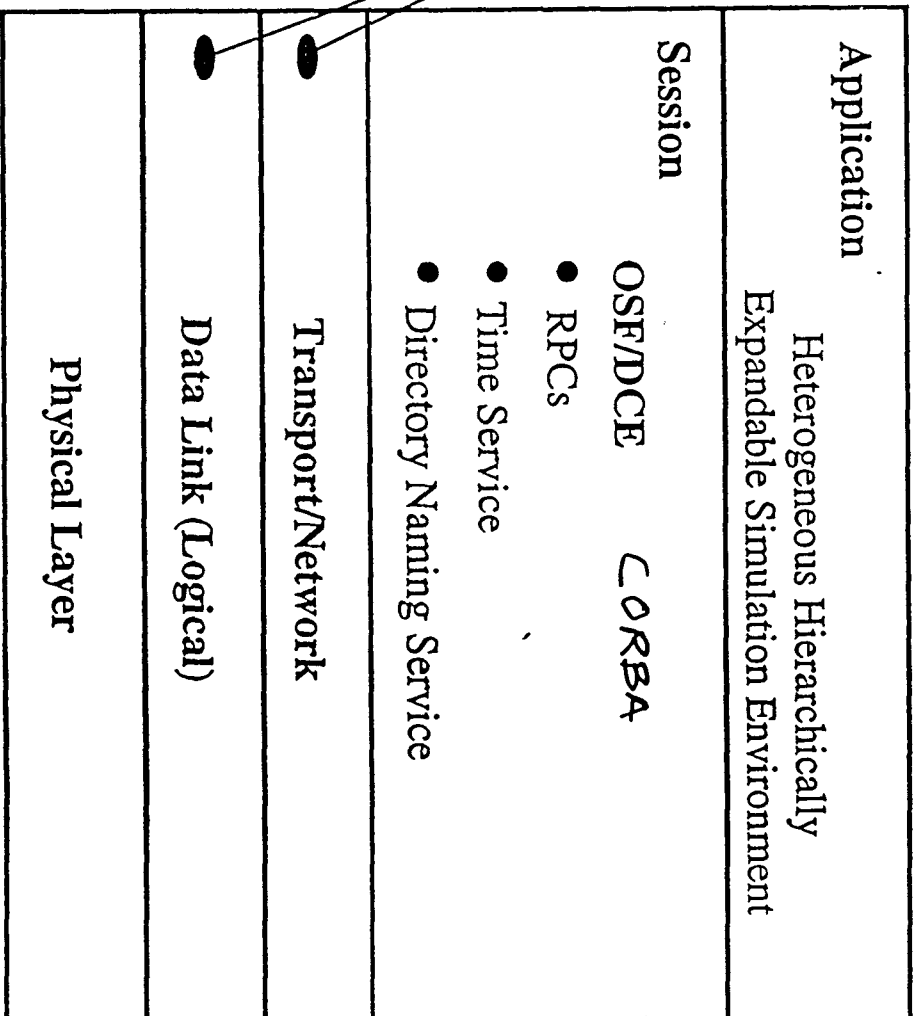 Application
Heterogeneous Hierarchically
Expandable Simulation Environment
Session
OSF/DCE CORBA
• RPCs
• Time Service
• Directory Naming Service
Transport/Network
Data Link (Logical)
Physical Layer